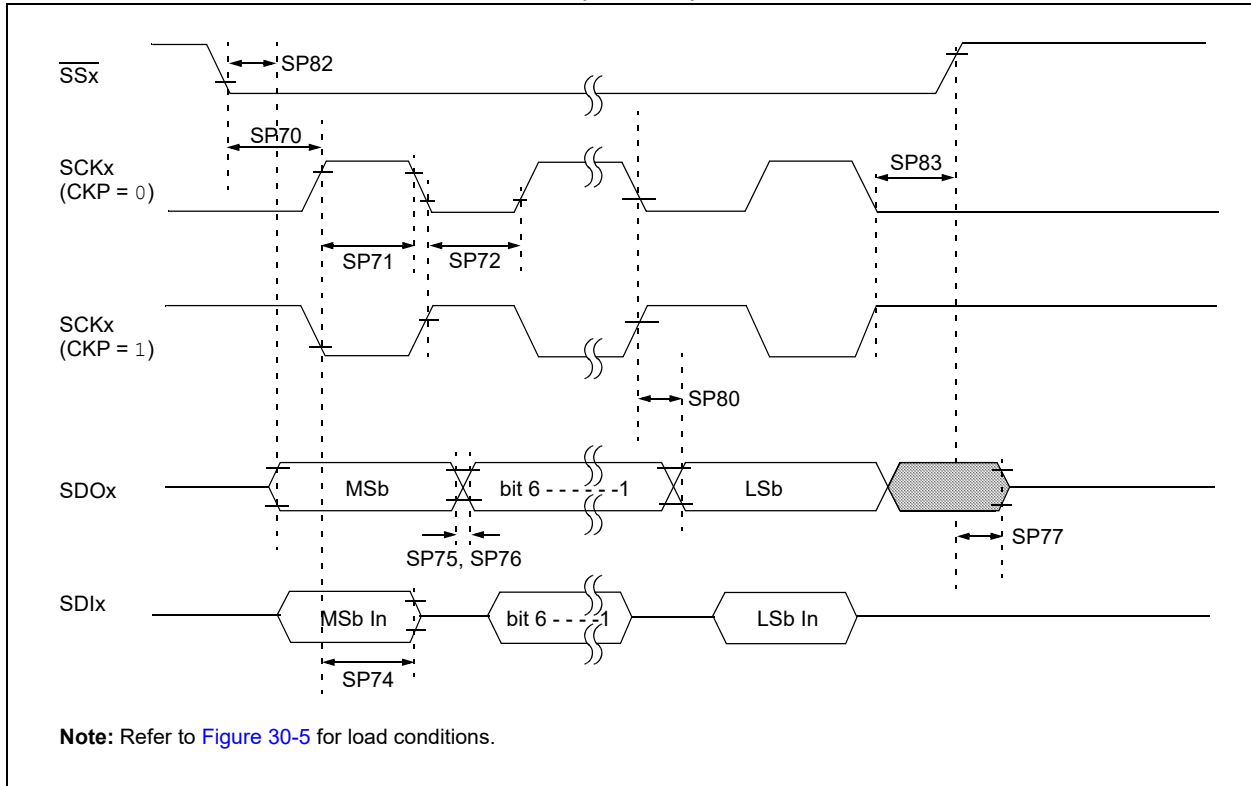 SSx
SP82
SP70
SCKx
(CKP = 0)
SP83
SP71
SP72
SCKx
(CKP = 1)
SP80
SDOx
MSb
bit 6 - - - - - -1
LSb
SP75, SP76
SP77
SDIx
MSb In
bit 6 - - - -1
LSb In
SP74
Note: Refer to Figure 30-5 for load conditions.